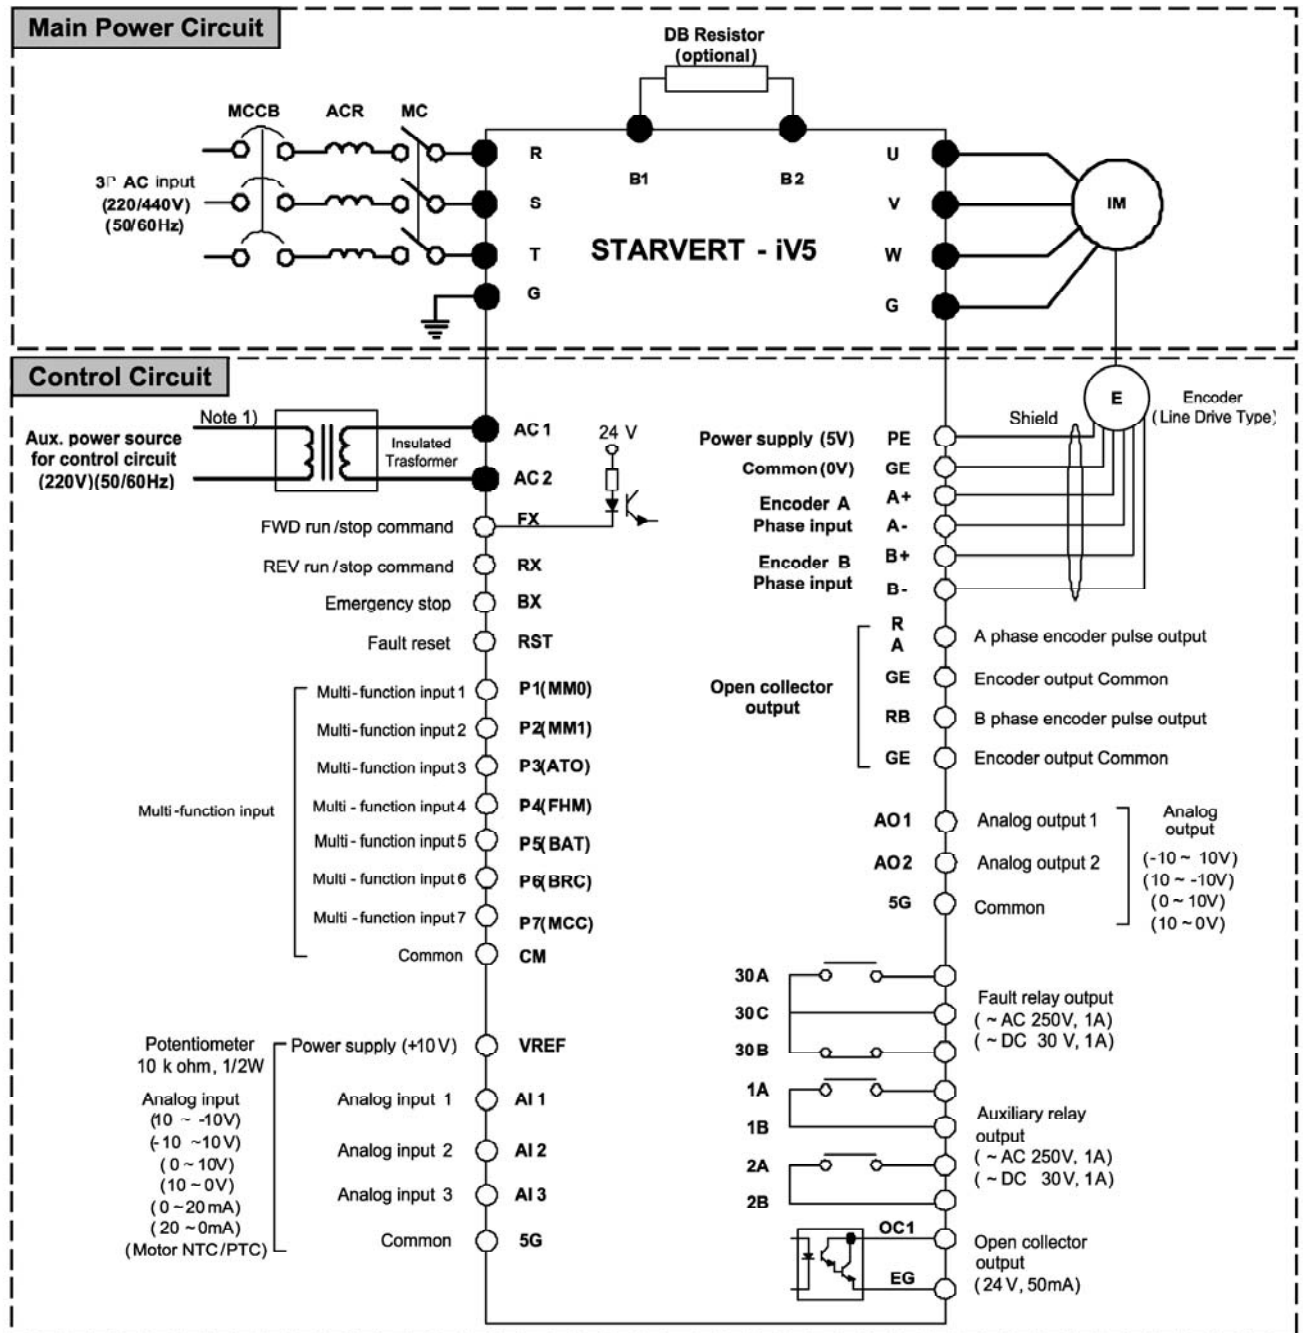 Main Power Circuit
DB Resistor
(optional)
MCCB ACR MC
B1 B2
3 AC input
(220/440V)
(50/60Hz)
R
S
T
G
STARVERT - iV5
U
V
W
G
IM
Control Circuit
Note 1)
Aux. power source
for control circuit
(220V)(50/60Hz)
Insulated
Trasformer
AC 1
AC 2
24 V
FWD run/stop command FX
REV run/stop command RX
Emergency stop BX
Fault reset RST
Multi-function input
Multi-function input 1 P1(MM0)
Multi-function input 2 P2(MM1)
Multi-function input 3 P3(ATO)
Multi-function input 4 P4(FHM)
Multi-function input 5 P5(BAT)
Multi-function input 6 P6(BRC)
Multi-function input 7 P7(MCC)
Common CM
Potentiometer
10 k ohm, 1/2W
Analog input
(10 ~ -10V)
(-10 ~10V)
(0 ~ 10V)
(10 ~ 0V)
(0 ~20 mA)
(20 ~0mA)
(Motor NTC/PTC)
Power supply (+10V) VREF
Analog input 1 AI 1
Analog input 2 AI 2
Analog input 3 AI 3
Common 5G
E
Encoder
(Line Drive Type)
Shield
Power supply (5V) PE
Common (0V) GE
Encoder A
Phase input
A+
A-
Encoder B
Phase input
B+
B-
Open collector
output
R
A
A phase encoder pulse output
GE Encoder output Common
RB B phase encoder pulse output
GE Encoder output Common
AO1 Analog output 1
AO2 Analog output 2
5G Common
Analog
output
(-10 ~ 10V)
(10 ~ -10V)
(0 ~ 10V)
(10 ~ 0V)
30A
30C
30B
Fault relay output
( ~ AC 250V, 1A)
( ~ DC 30 V, 1A)
1A
1B
2A
2B
Auxiliary relay
output
( ~ AC 250V, 1A)
( ~ DC 30V, 1A)
OC1
EG
Open collector
output
(24 V, 50mA)